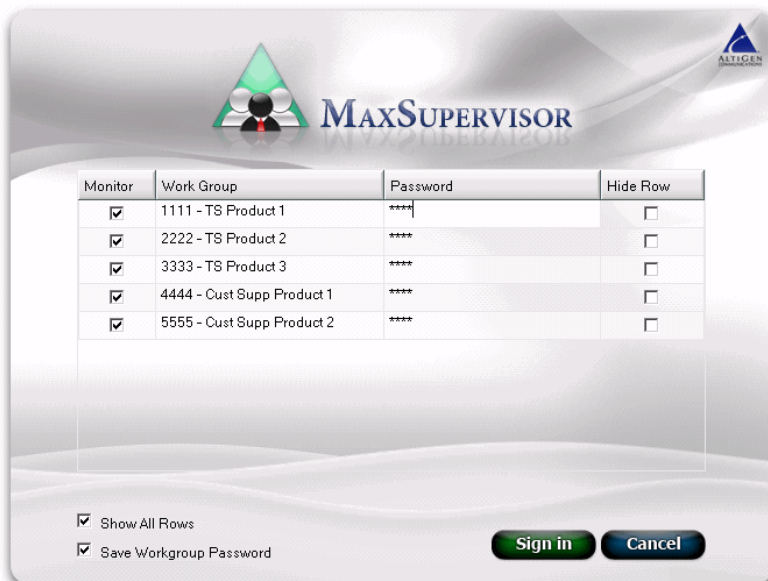 ALTIGEN
COMMUNICATIONS
MAXSUPERVISOR
Monitor Work Group Password Hide Row
1111 - TS Product 1 ****
2222 - TS Product 2 ****
3333 - TS Product 3 ****
4444 - Cust Supp Product 1 ****
5555 - Cust Supp Product 2 ****
Show All Rows
Save Workgroup Password
Sign in Cancel